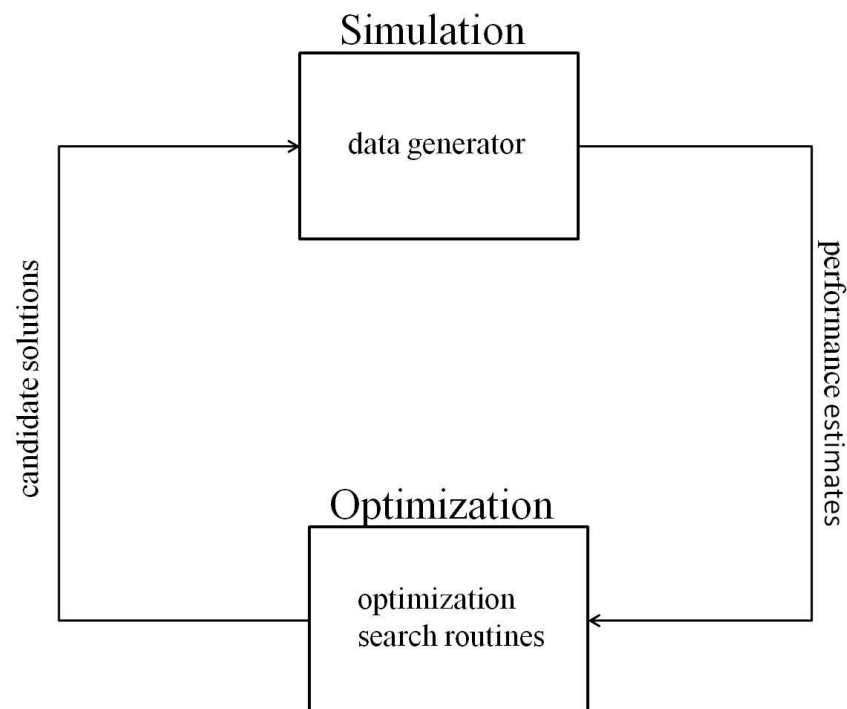 Simulation
data generator
candidate solutions
performance estimates
Optimization
optimization
search routines